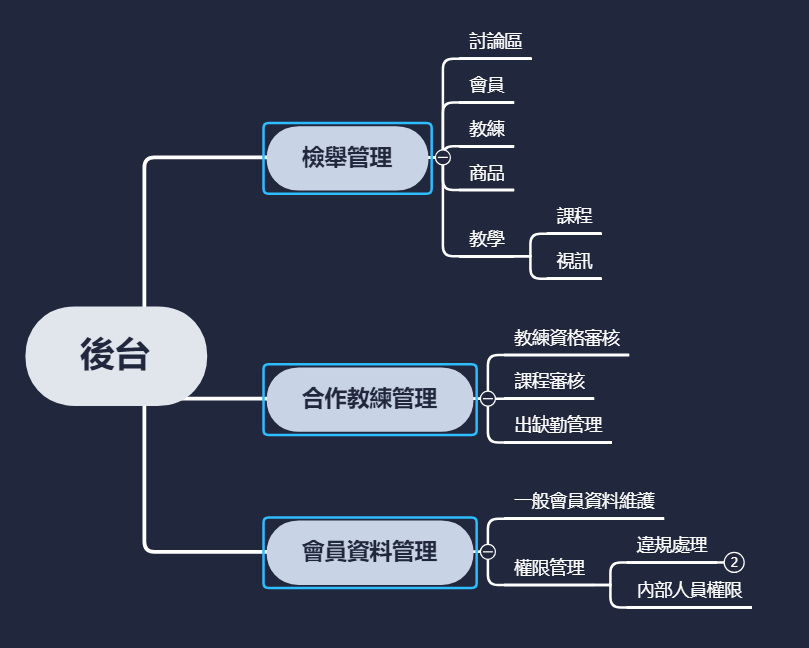 後台
檢舉管理
討論區
會員
教練
商品
教學
課程
視訊
合作教練管理
教練資格審核
課程審核
出缺勤管理
會員資料管理
一般會員資料維護
權限管理
違規處理
2
內部人員權限